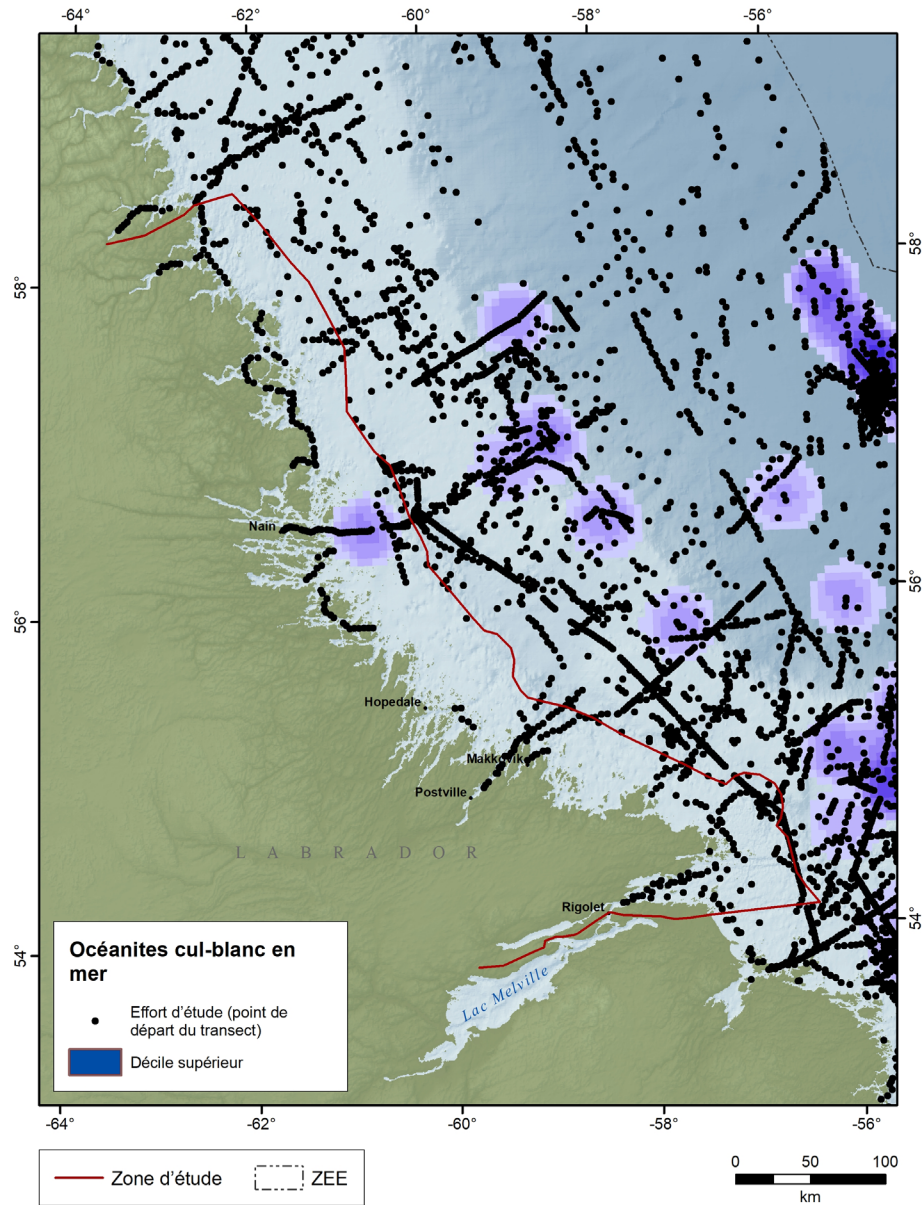 -64° -62° -60° -58° -56°
58° 58°
56° 56°
54° 54°
Nain
Hopedale
Makkovik
Postville
LABRADOR
Rigolet
Lac Melville
Océanites cul-blanc en
mer
Effort d'étude (point de
départ du transect)
Décile supérieur
-64° -62° -60° -58° -56°
Zone d'étude ZEE
0 50 100
km